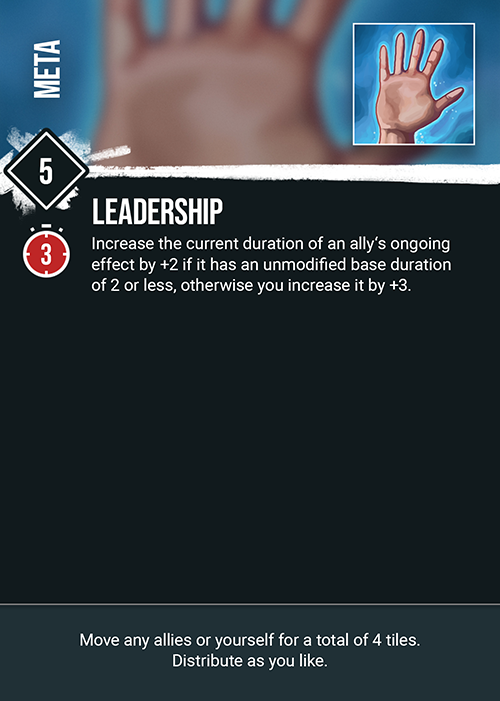 META
5
LEADERSHIP
3
Increase the current duration of an ally‘s ongoing
effect by +2 if it has an unmodified base duration
of 2 or less, otherwise you increase it by +3.
Move any allies or yourself for a total of 4 tiles.
Distribute as you like.